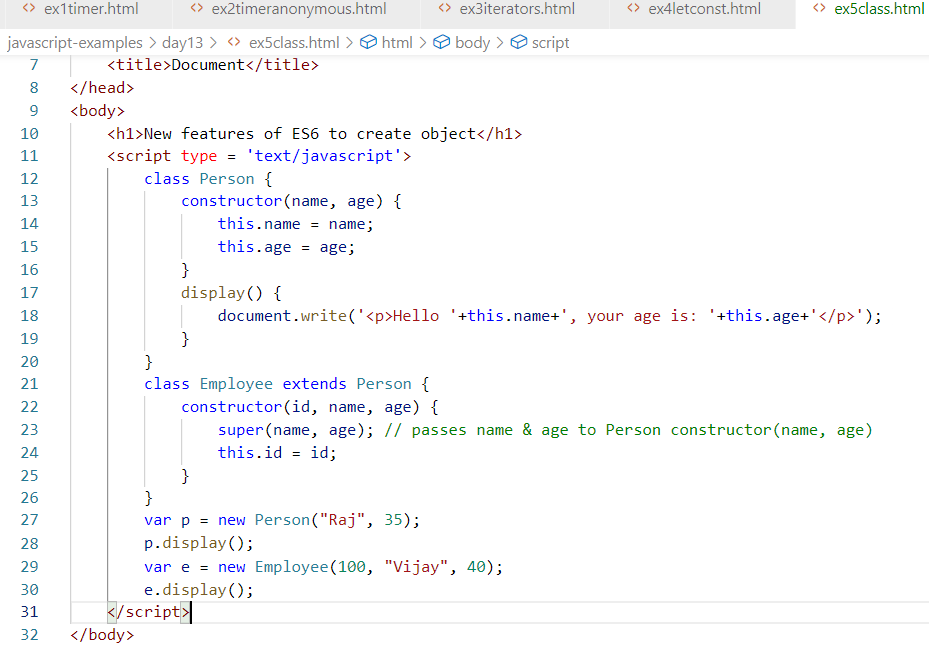 <> ex1timer.html <> ex2timeranonymous.html <> ex3iterators.html <> ex4letconst.html <> ex5class.html
javascript-examples > day13 > <> ex5class.html > html > body > script
7 <title>Document</title>
8 </head>
9 <body>
10 <h1>New features of ES6 to create object</h1>
11 <script type = 'text/javascript'>
12 class Person {
13 constructor(name, age) {
14 this.name = name;
15 this.age = age;
16 }
17 display() {
18 document.write('<p>Hello '+this.name+', your age is: '+this.age+'</p>');
19 }
20 }
21 class Employee extends Person {
22 constructor(id, name, age) {
23 super(name, age); // passes name & age to Person constructor(name, age)
24 this.id = id;
25 }
26 }
27 var p = new Person("Raj", 35);
28 p.display();
29 var e = new Employee(100, "Vijay", 40);
30 e.display();
31 </script>
32 </body>